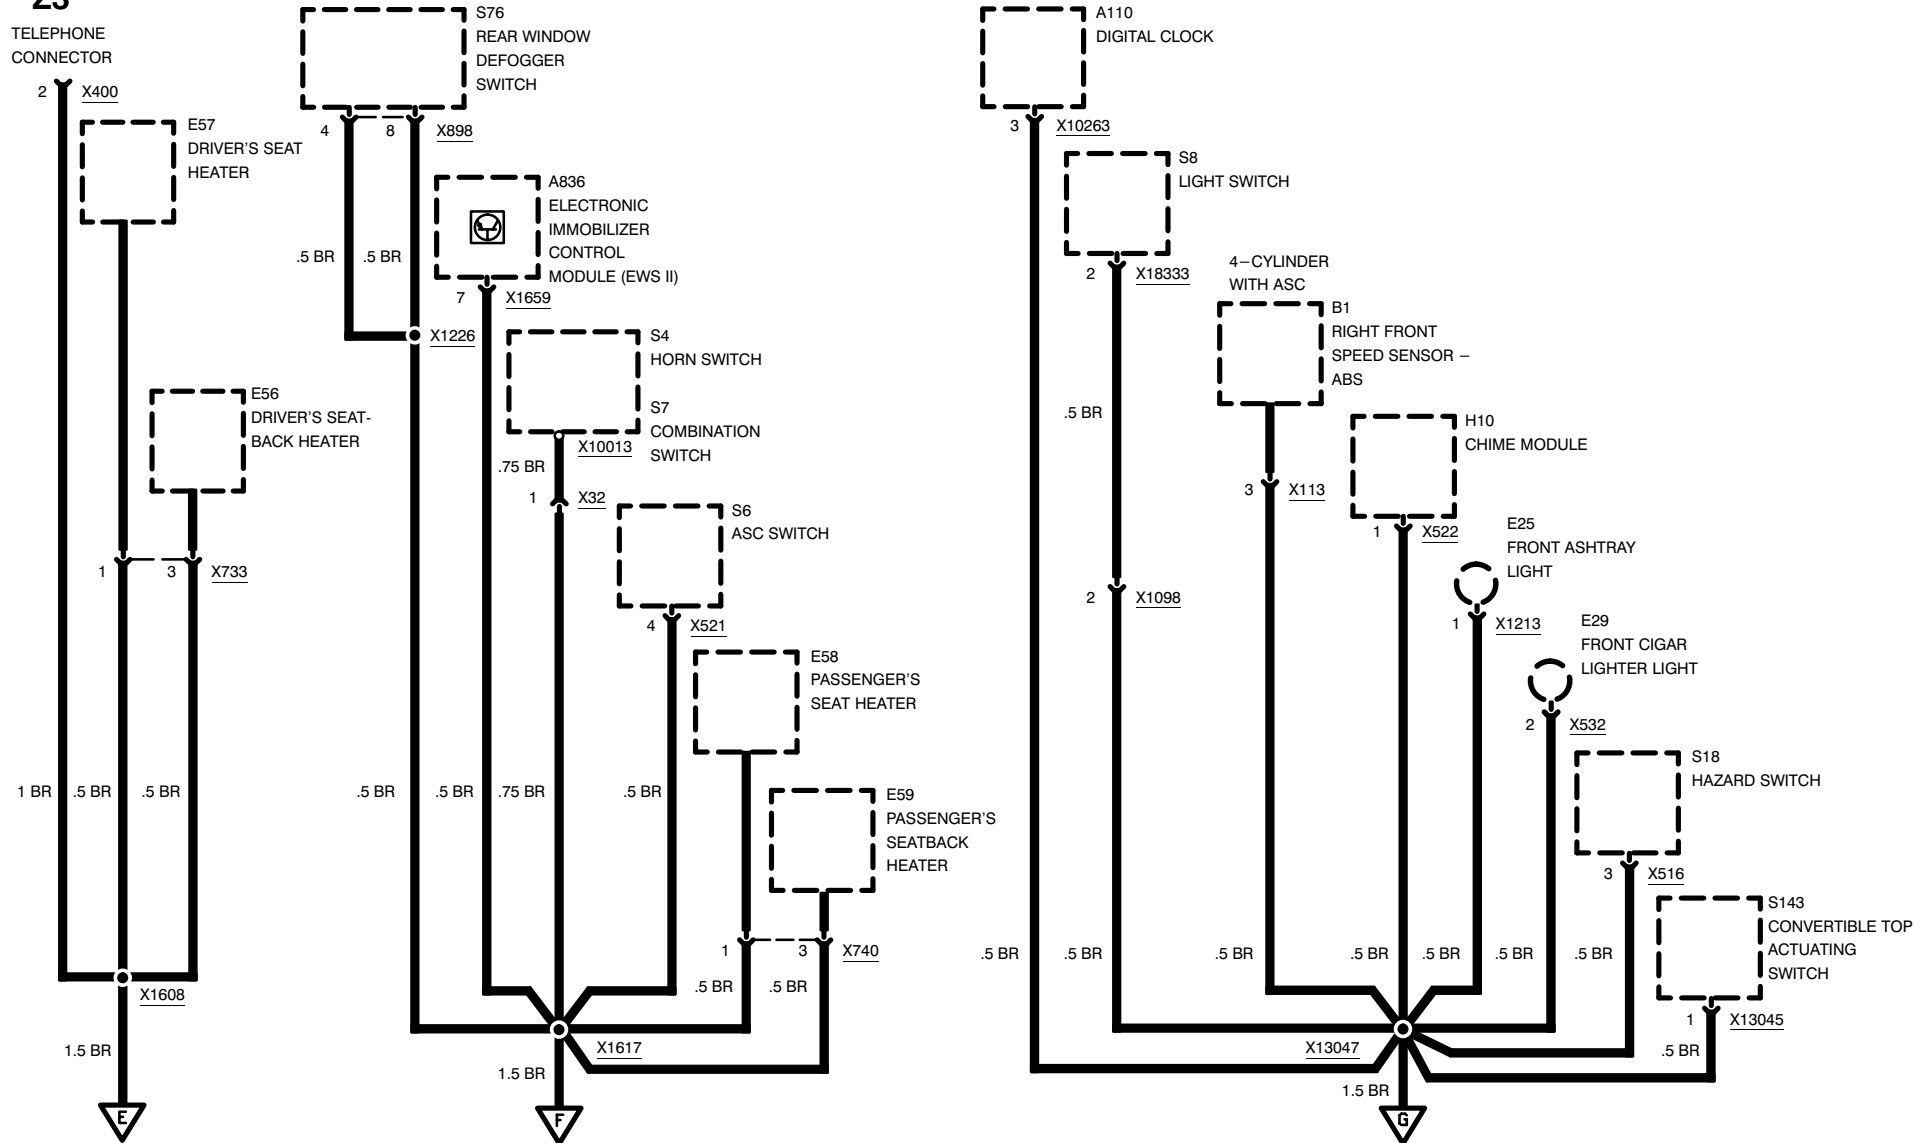 Z3
TELEPHONE
CONNECTOR
2
X400
E57
DRIVER'S SEAT
HEATER
E56
DRIVER'S SEAT-
BACK HEATER
1
3
X733
1 BR
.5 BR
.5 BR
X1608
1.5 BR
E
S76
REAR WINDOW
DEFOGGER
SWITCH
4
8
X898
.5 BR
.5 BR
X1226
A836
ELECTRONIC
IMMOBILIZER
CONTROL
MODULE (EWS II)
7
X1659
S4
HORN SWITCH
S7
COMBINATION
SWITCH
X10013
.75 BR
1
X32
S6
ASC SWITCH
4
X521
E58
PASSENGER'S
SEAT HEATER
E59
PASSENGER'S
SEATBACK
HEATER
.5 BR
.5 BR
.75 BR
.5 BR
1
3
X740
.5 BR
.5 BR
X1617
1.5 BR
F
A110
DIGITAL CLOCK
3
X10263
S8
LIGHT SWITCH
2
X18333
.5 BR
2
X1098
4–CYLINDER
WITH ASC
B1
RIGHT FRONT
SPEED SENSOR –
ABS
3
X113
H10
CHIME MODULE
1
X522
E25
FRONT ASHTRAY
LIGHT
1
X1213
E29
FRONT CIGAR
LIGHTER LIGHT
2
X532
S18
HAZARD SWITCH
3
X516
S143
CONVERTIBLE TOP
ACTUATING
SWITCH
1
X13045
.5 BR
.5 BR
.5 BR
.5 BR
.5 BR
.5 BR
.5 BR
.5 BR
X13047
1.5 BR
G